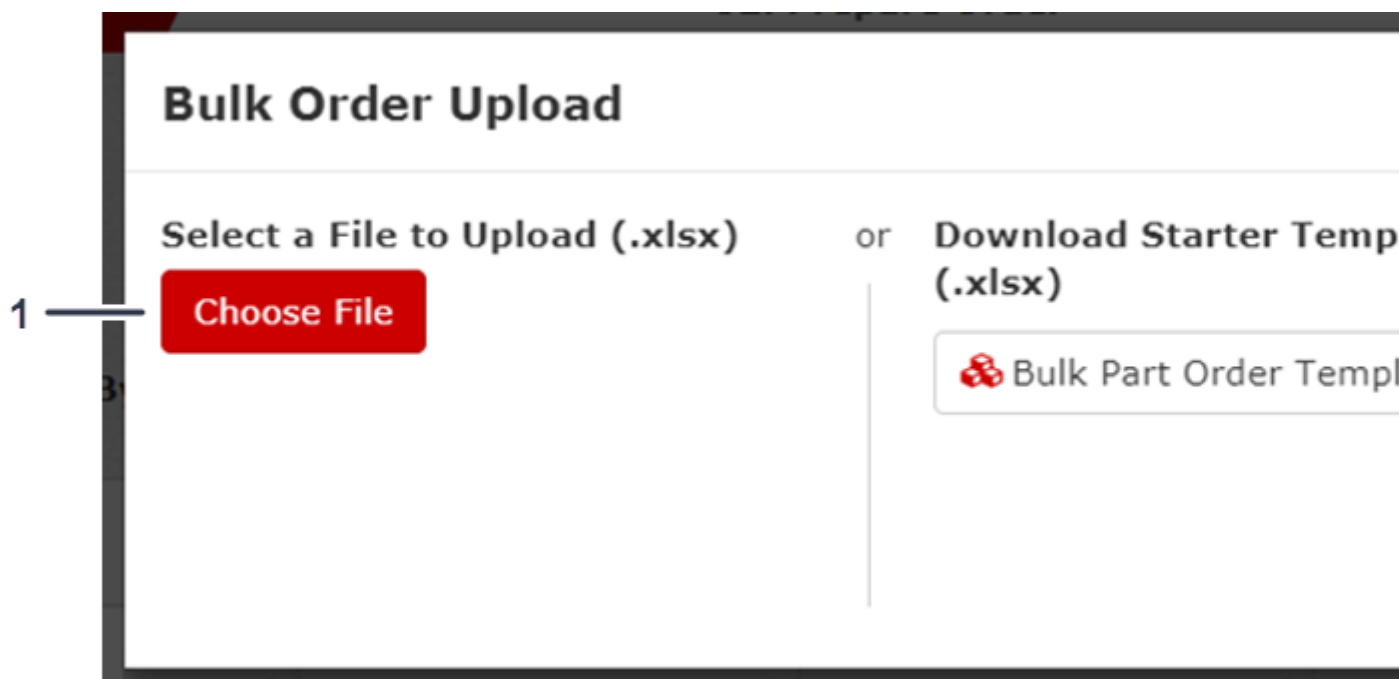 Bulk Order Upload
Select a File to Upload (.xlsx)
or
Download Starter Temp
(.xlsx)
1
Choose File
Bulk Part Order Templ